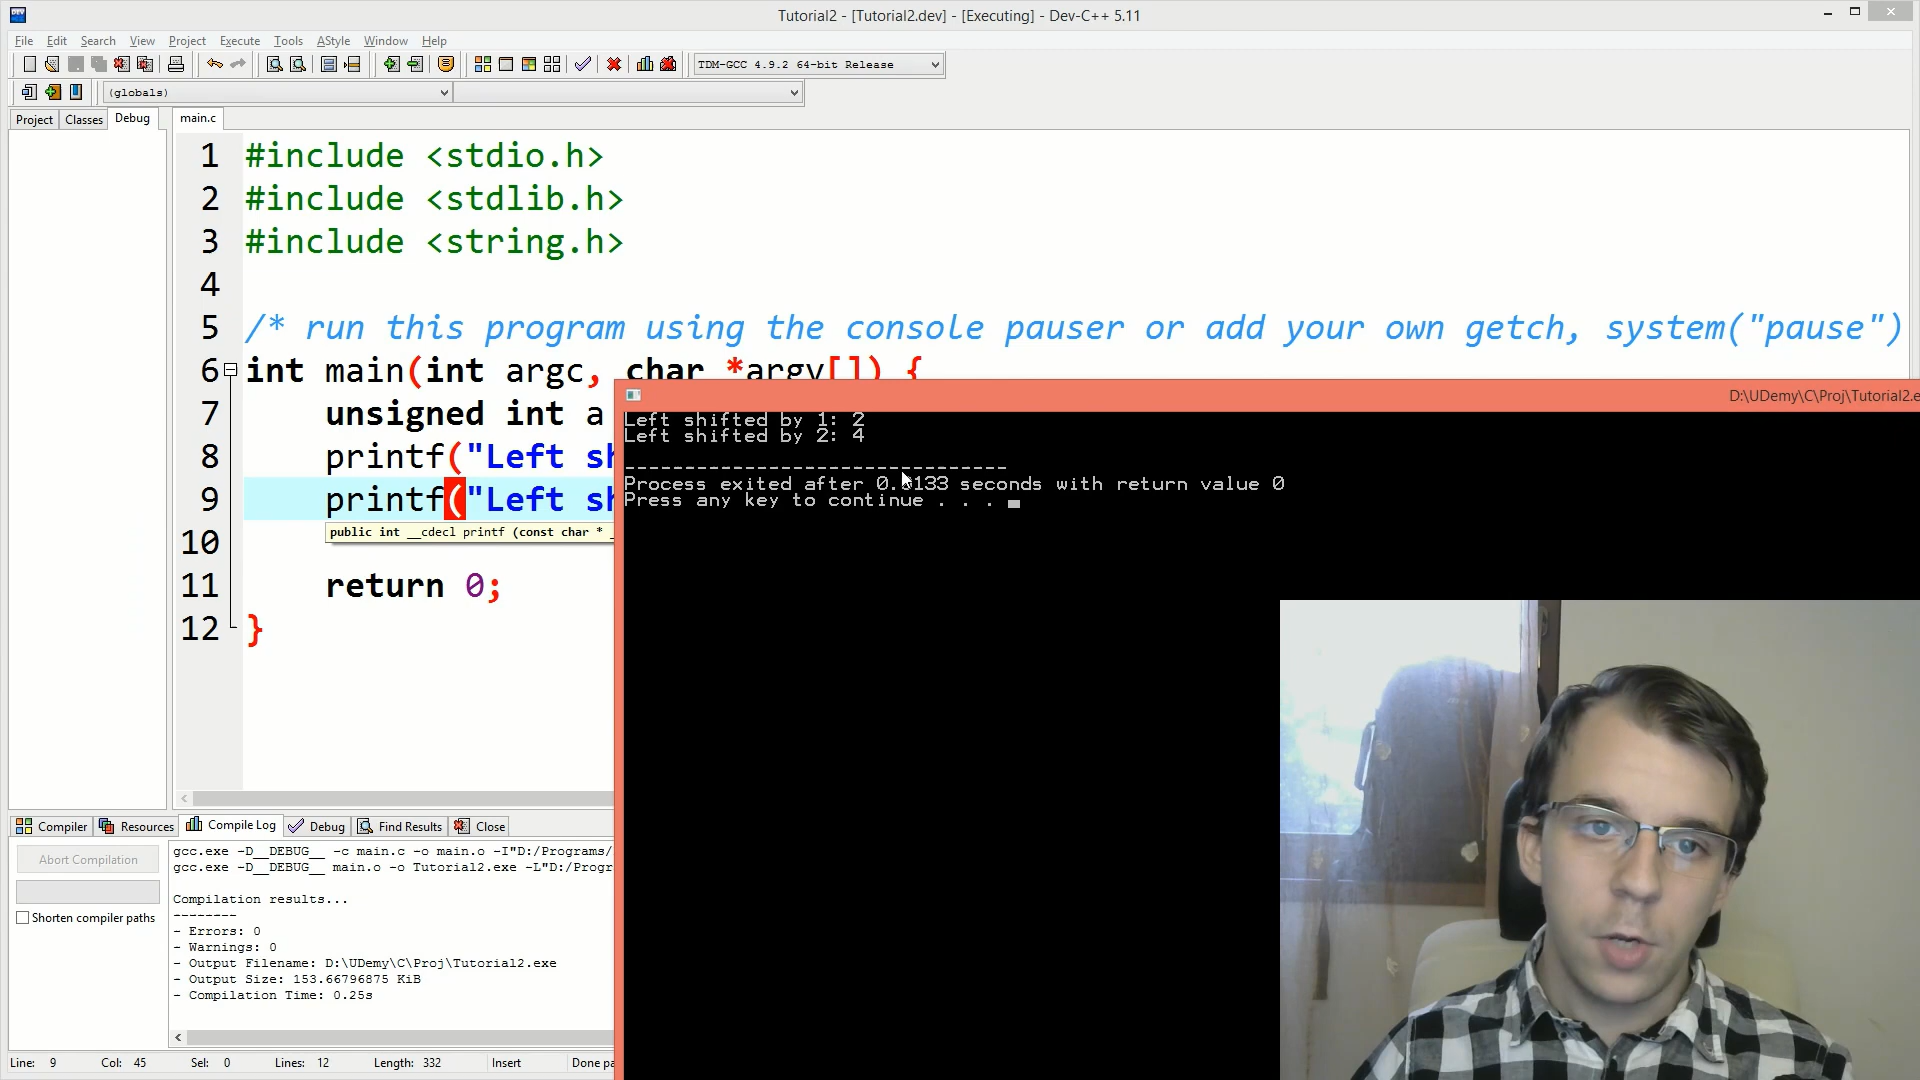 Tutorial2 - [Tutorial2.dev] - [Executing] - Dev-C++ 5.11
File Edit Search View Project Execute Tools AStyle Window Help
TDM-GCC 4.9.2 64-bit Release
(globals)
Project Classes Debug main.c
1 #include <stdio.h>
2 #include <stdlib.h>
3 #include <string.h>
4
5 /* run this program using the console pauser or add your own getch, system("pause")
6 int main(int argc, char *argv[]) {
7 unsigned int a
8 printf("Left sh
9 printf("Left sh
public int __cdecl printf (const char * _
10
11 return 0;
12 }
D:\UDemy\C\Proj\Tutorial2.e
Left shifted by 1: 2
Left shifted by 2: 4
--------------------------------
Process exited after 0.0133 seconds with return value 0
Press any key to continue . . .
Compiler Resources Compile Log Debug Find Results Close
Abort Compilation
Shorten compiler paths
gcc.exe -D__DEBUG__ -c main.c -o main.o -I"D:/Programs/
gcc.exe -D__DEBUG__ main.o -o Tutorial2.exe -L"D:/Progr
Compilation results...
--------
- Errors: 0
- Warnings: 0
- Output Filename: D:\UDemy\C\Proj\Tutorial2.exe
- Output Size: 153.66796875 KiB
- Compilation Time: 0.25s
Line: 9 Col: 45 Sel: 0 Lines: 12 Length: 332 Insert Done pa